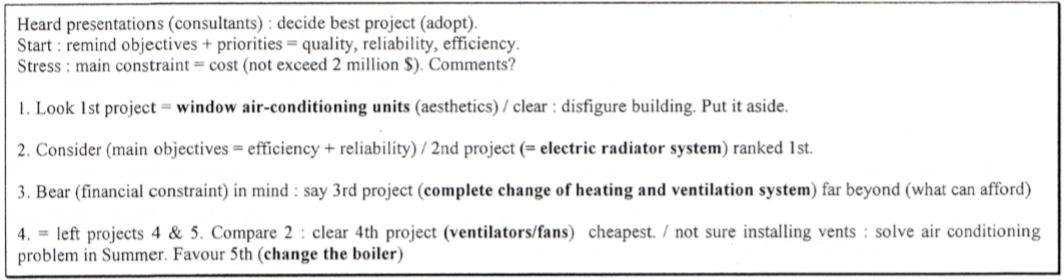 Heard presentations (consultants) : decide best project (adopt).
Start : remind objectives + priorities = quality, reliability, efficiency.
Stress : main constraint = cost (not exceed 2 million $). Comments?
1. Look 1st project = window air-conditioning units (aesthetics) / clear : disfigure building. Put it aside.
2. Consider (main objectives = efficiency + reliability) / 2nd project (= electric radiator system) ranked 1st.
3. Bear (financial constraint) in mind : say 3rd project (complete change of heating and ventilation system) far beyond (what can afford)
4. = left projects 4 & 5. Compare 2 : clear 4th project (ventilators/fans) cheapest. / not sure installing vents : solve air conditioning
problem in Summer. Favour 5th (change the boiler)